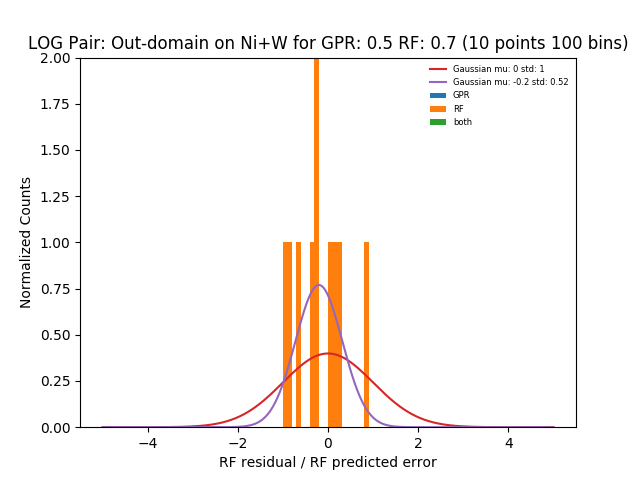 LOG Pair: Out-domain on Ni+W for GPR: 0.5 RF: 0.7 (10 points 100 bins)
Gaussian mu: 0 std: 1
Gaussian mu: -0.2 std: 0.52
GPR
RF
both
Normalized Counts
2.00
1.75
1.50
1.25
1.00
0.75
0.50
0.25
0.00
−4 −2 0 2 4
RF residual / RF predicted error